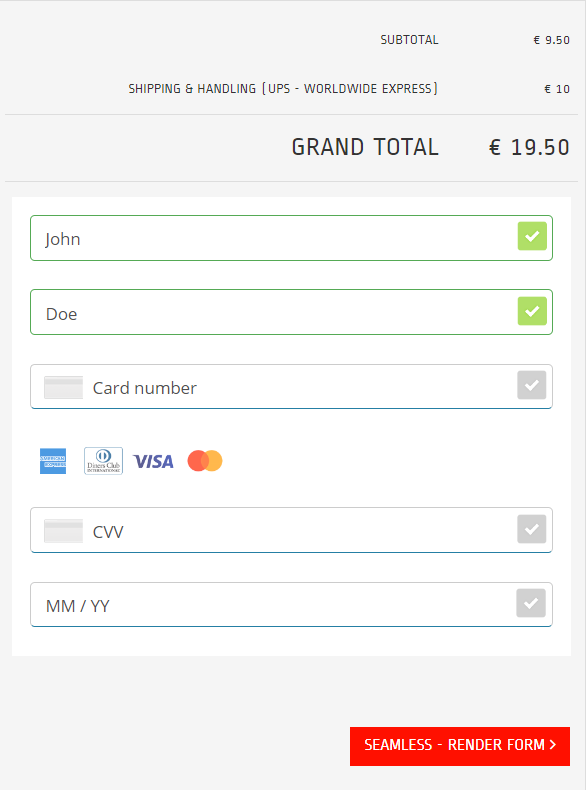 SUBTOTAL € 9.50
SHIPPING & HANDLING (UPS - WORLDWIDE EXPRESS) € 10
GRAND TOTAL € 19.50
John
Doe
Card number
AMERICAN EXPRESS Diners Club INTERNATIONAL VISA
CVV
MM / YY
SEAMLESS - RENDER FORM >